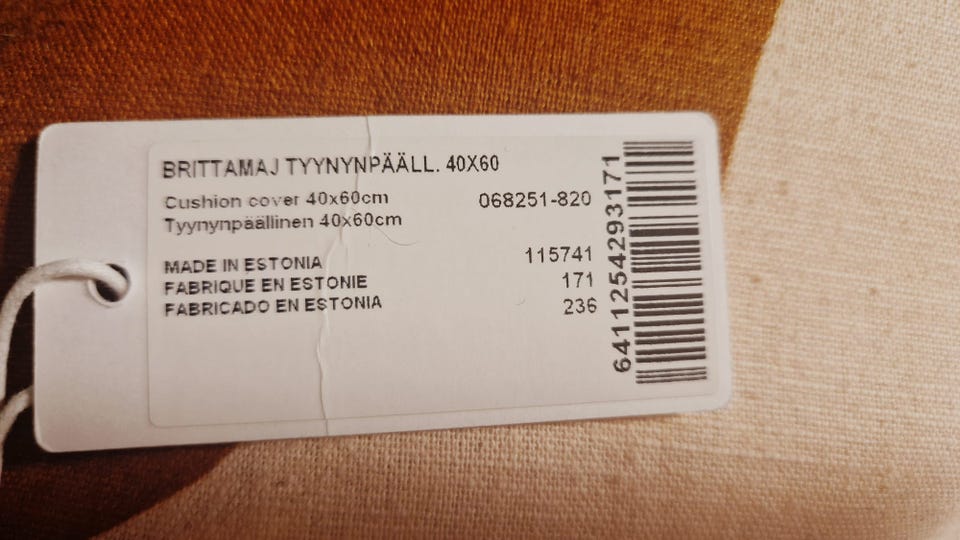 BRITTAMAJ TYYNYNPÄÄLL. 40X60
Cushion cover 40x60cm 068251-820
Tyynynpäällinen 40x60cm
MADE IN ESTONIA 115741
FABRIQUE EN ESTONIE 171
FABRICADO EN ESTONIA 236
6411254293171